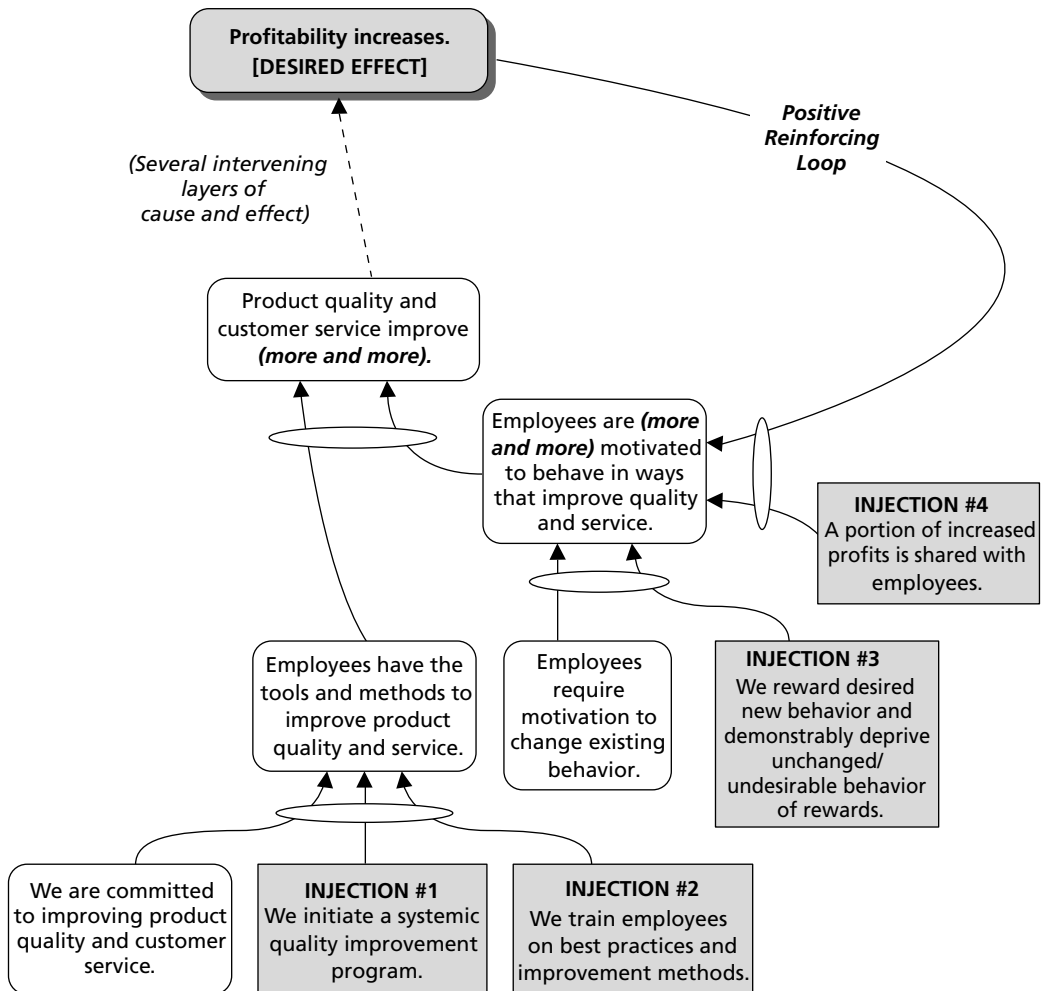 Profitability increases.
[DESIRED EFFECT]
Positive
Reinforcing
Loop
(Several intervening
layers of
cause and effect)
Product quality and
customer service improve
(more and more).
Employees are (more
and more) motivated
to behave in ways
that improve quality
and service.
INJECTION #4
A portion of increased
profits is shared with
employees.
Employees have the
tools and methods to
improve product
quality and service.
Employees
require
motivation to
change existing
behavior.
INJECTION #3
We reward desired
new behavior and
demonstrably deprive
unchanged/
undesirable behavior
of rewards.
We are committed
to improving product
quality and customer
service.
INJECTION #1
We initiate a systemic
quality improvement
program.
INJECTION #2
We train employees
on best practices and
improvement methods.